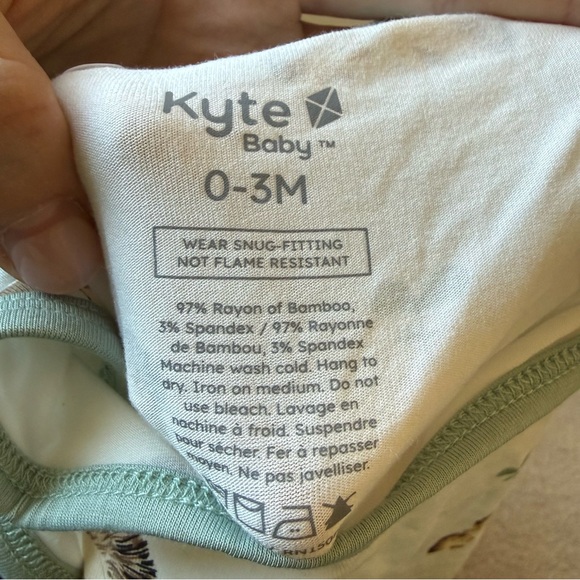 Kyte
Baby™
0-3M
WEAR SNUG-FITTING
NOT FLAME RESISTANT
97% Rayon of Bamboo,
3% Spandex / 97% Rayonne
de Bambou, 3% Spandex
Machine wash cold. Hang to
dry. Iron on medium. Do not
use bleach. Lavage en
machine à froid. Suspendre
pour sécher. Fer à repasser
moyen. Ne pas javelliser.